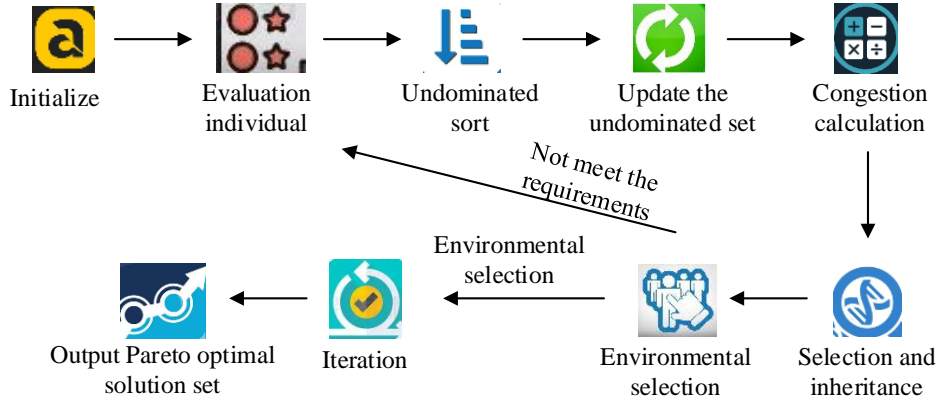 a
Initialize
Evaluation
individual
Undominated
sort
Update the
undominated set
Congestion
calculation
Not meet the
requirements
Environmental
selection
Output Pareto optimal
solution set
Iteration
Environmental
selection
Selection and
inheritance